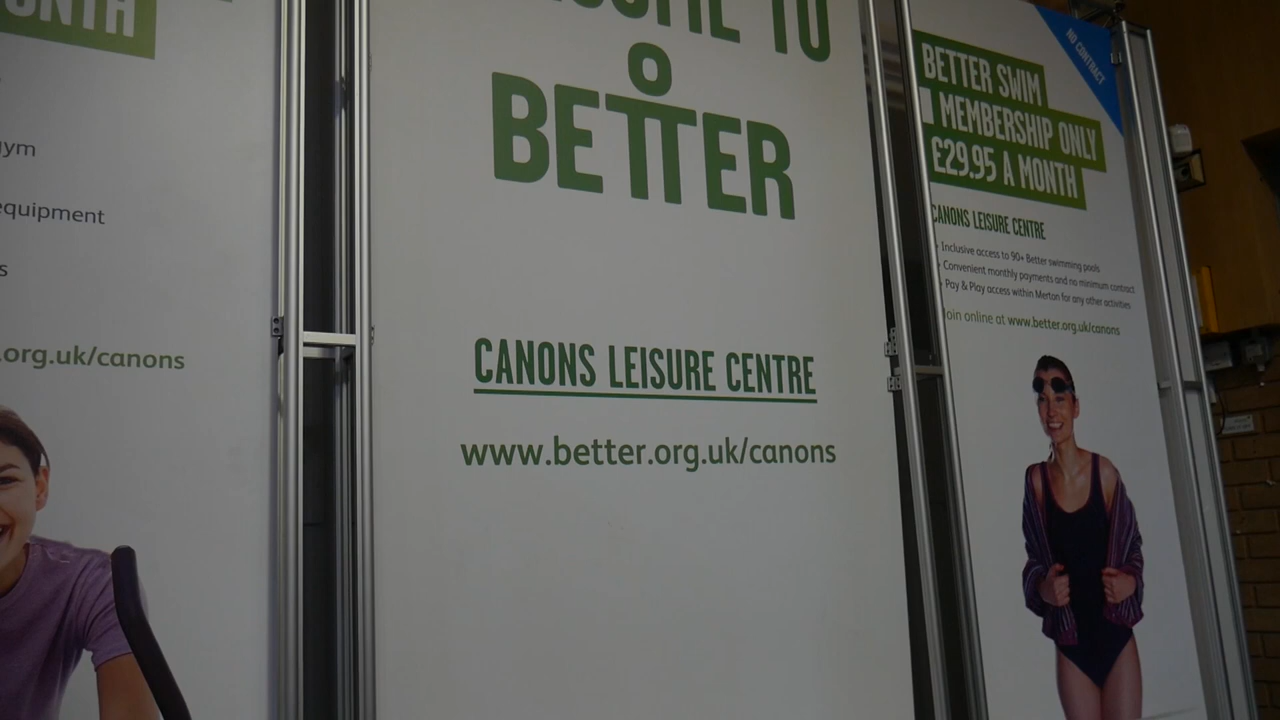 gym
equipment
.org.uk/canons
TO
BETTER
CANONS LEISURE CENTRE
www.better.org.uk/canons
NO CONTRACT
BETTER SWIM
MEMBERSHIP ONLY
£29.95 A MONTH
CANONS LEISURE CENTRE
Inclusive access to 90+ Better swimming pools
Convenient monthly payments and no minimum contract
Pay & Play access within Merton for any other activities
Join online at www.better.org.uk/canons